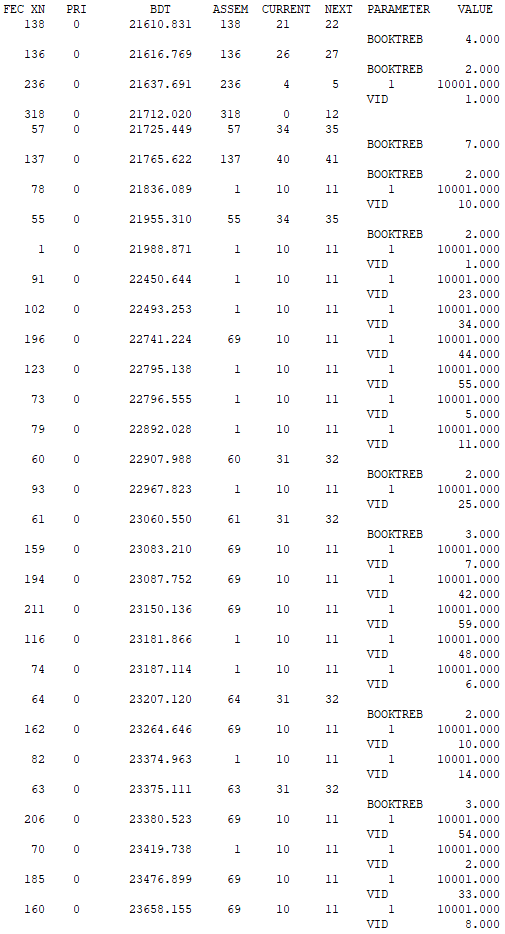 FEC XN PRI BDT ASSEM CURRENT NEXT PARAMETER VALUE
138 0 21610.831 138 21 22
BOOKTREB 4.000
136 0 21616.769 136 26 27
BOOKTREB 2.000
236 0 21637.691 236 4 5 1 10001.000
VID 1.000
318 0 21712.020 318 0 12
57 0 21725.449 57 34 35
BOOKTREB 7.000
137 0 21765.622 137 40 41
BOOKTREB 2.000
78 0 21836.089 1 10 11 1 10001.000
VID 10.000
55 0 21955.310 55 34 35
BOOKTREB 2.000
1 0 21988.871 1 10 11 1 10001.000
VID 1.000
91 0 22450.644 1 10 11 1 10001.000
VID 23.000
102 0 22493.253 1 10 11 1 10001.000
VID 34.000
196 0 22741.224 69 10 11 1 10001.000
VID 44.000
123 0 22795.138 1 10 11 1 10001.000
VID 55.000
73 0 22796.555 1 10 11 1 10001.000
VID 5.000
79 0 22892.028 1 10 11 1 10001.000
VID 11.000
60 0 22907.988 60 31 32
BOOKTREB 2.000
93 0 22967.823 1 10 11 1 10001.000
VID 25.000
61 0 23060.550 61 31 32
BOOKTREB 3.000
159 0 23083.210 69 10 11 1 10001.000
VID 7.000
194 0 23087.752 69 10 11 1 10001.000
VID 42.000
211 0 23150.136 69 10 11 1 10001.000
VID 59.000
116 0 23181.866 1 10 11 1 10001.000
VID 48.000
74 0 23187.114 1 10 11 1 10001.000
VID 6.000
64 0 23207.120 64 31 32
BOOKTREB 2.000
162 0 23264.646 69 10 11 1 10001.000
VID 10.000
82 0 23374.963 1 10 11 1 10001.000
VID 14.000
63 0 23375.111 63 31 32
BOOKTREB 3.000
206 0 23380.523 69 10 11 1 10001.000
VID 54.000
70 0 23419.738 1 10 11 1 10001.000
VID 2.000
185 0 23476.899 69 10 11 1 10001.000
VID 33.000
160 0 23658.155 69 10 11 1 10001.000
VID 8.000